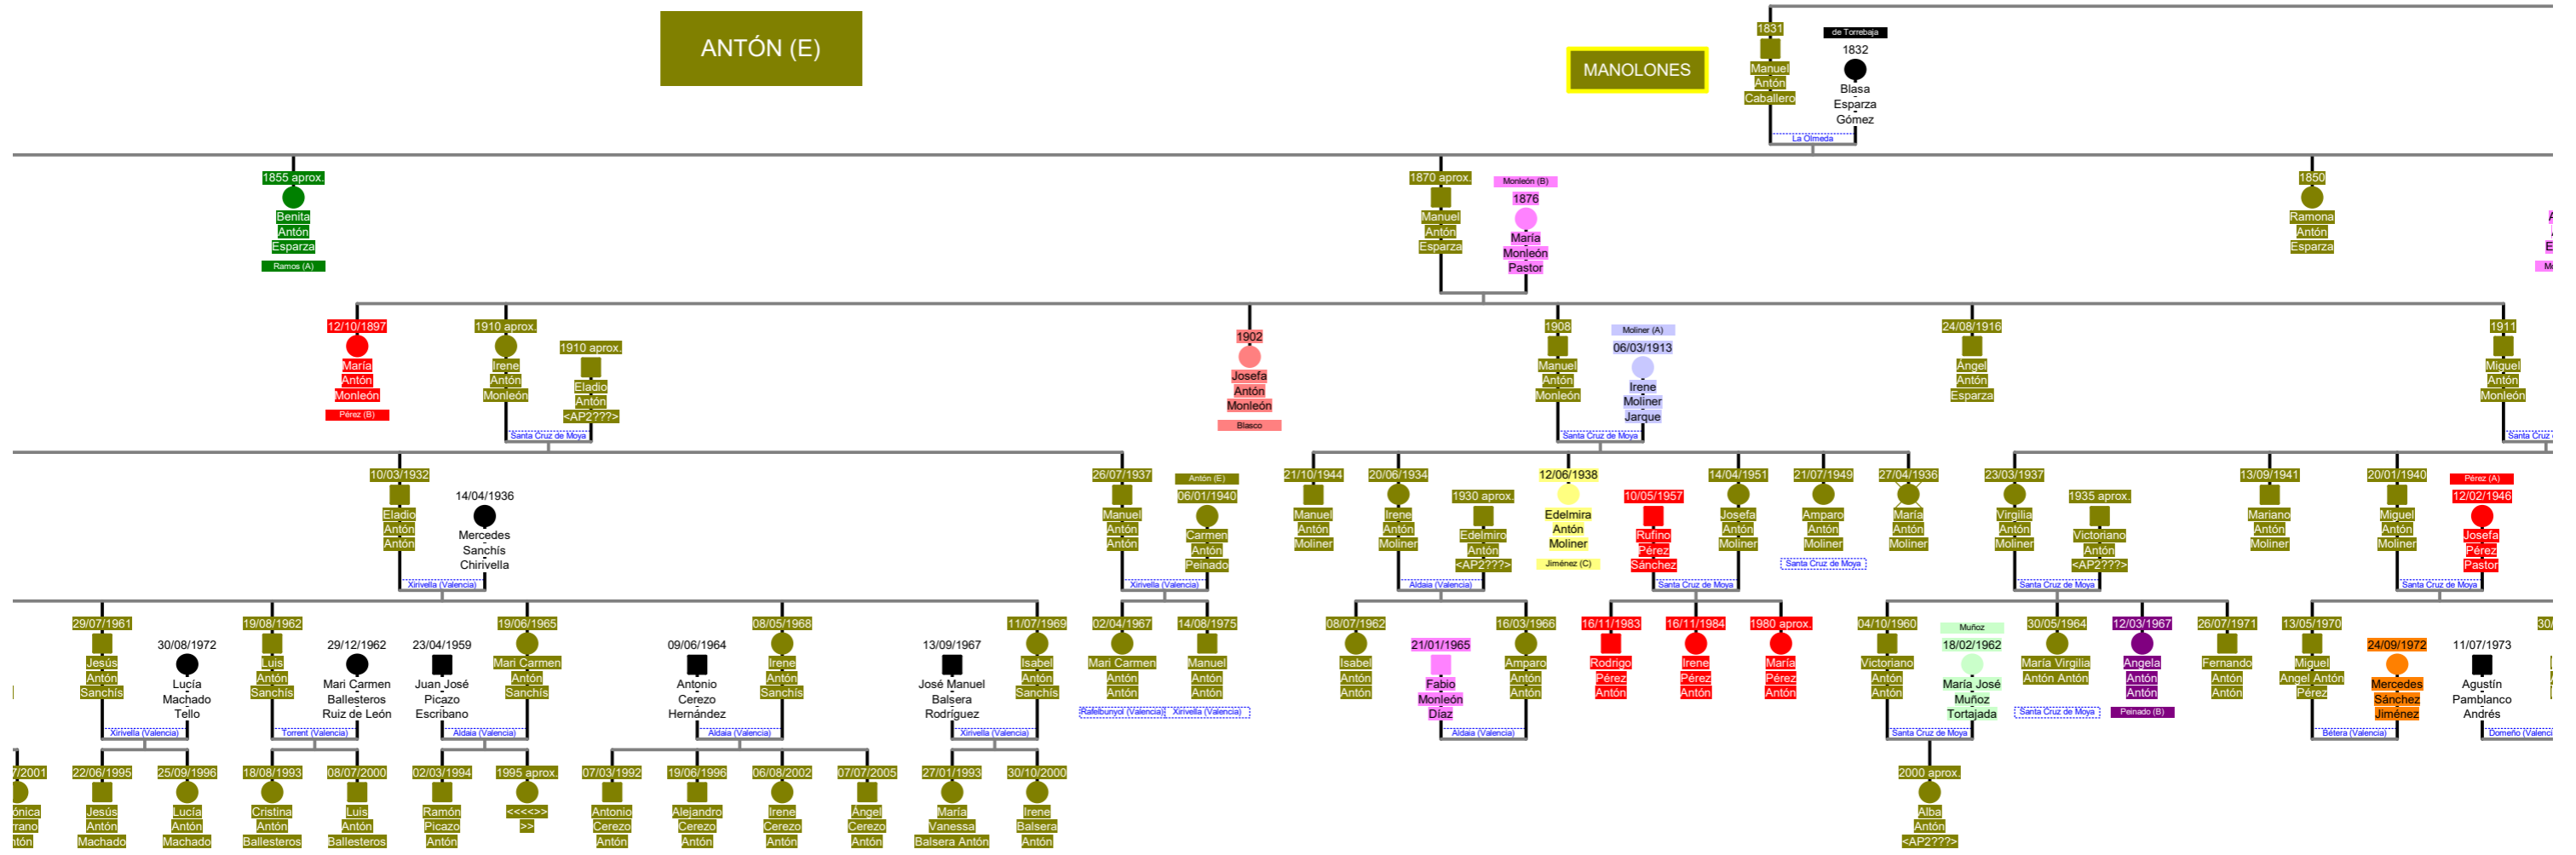 ANTÓN (E)
MANOLONES
1831
Manuel
Antón
Caballero
de Torrebaja
1832
Blasa
Esparza
Gómez
La Olmeda
1855 aprox.
Benita
Antón
Esparza
Ramos (A)
1870 aprox.
Manuel
Antón
Esparza
Monleón (B)
1876
María
Monleón
Pastor
1850
Ramona
Antón
Esparza
12/10/1897
María
Antón
Monleón
Pérez (B)
1910 aprox.
Irene
Antón
Monleón
1910 aprox.
Eladio
Antón
<AP2???>
Santa Cruz de Moya
1902
Josefa
Antón
Monleón
Blasco
1908
Manuel
Antón
Monleón
Moliner (A)
06/03/1913
Irene
Moliner
Jarque
Santa Cruz de Moya
24/08/1916
Ángel
Antón
Esparza
1911
Miguel
Antón
Monleón
Santa Cruz
10/03/1932
Eladio
Antón
Antón
14/04/1936
Mercedes
Sanchís
Chirivella
Xirivella (Valencia)
26/07/1937
Manuel
Antón
Antón
Antón (E)
06/01/1940
Carmen
Antón
Peinado
Xirivella (Valencia)
21/10/1944
Manuel
Antón
Moliner
20/06/1934
Irene
Antón
Moliner
1930 aprox.
Edelmiro
Antón
<AP2???>
Aldaia (Valencia)
12/06/1938
Edelmira
Antón
Moliner
Jiménez (C)
10/05/1957
Rufino
Pérez
Sánchez
14/04/1951
Josefa
Antón
Moliner
Santa Cruz de Moya
21/07/1949
Amparo
Antón
Moliner
Santa Cruz de Moya
27/04/1936
María
Antón
Moliner
23/03/1937
Virgilia
Antón
Moliner
1935 aprox.
Victoriano
Antón
<AP2???>
Santa Cruz de Moya
13/09/1941
Mariano
Antón
Moliner
20/01/1940
Miguel
Antón
Moliner
Pérez (A)
12/02/1946
Josefa
Pérez
Pastor
Santa Cruz de Moya
29/07/1961
Jesús
Antón
Sanchís
30/08/1972
Lucía
Machado
Tello
Xirivella (Valencia)
19/08/1962
Luis
Antón
Sanchís
29/12/1962
Mari Carmen
Ballesteros
Ruiz de León
Torrent (Valencia)
23/04/1959
Juan José
Picazo
Escribano
19/06/1965
Mari Carmen
Antón
Sanchís
Aldaia (Valencia)
09/06/1964
Antonio
Cerezo
Hernández
08/05/1968
Irene
Antón
Sanchís
Aldaia (Valencia)
13/09/1967
José Manuel
Balsera
Rodríguez
11/07/1969
Isabel
Antón
Sanchís
Xirivella (Valencia)
02/04/1967
Mari Carmen
Antón
Antón
Rafelbunyol (Valencia)
14/08/1975
Manuel
Antón
Antón
Xirivella (Valencia)
08/07/1962
Isabel
Antón
Antón
21/01/1965
Fabio
Monleón
Díaz
16/03/1966
Amparo
Antón
Antón
Aldaia (Valencia)
16/11/1983
Rodrigo
Pérez
Antón
16/11/1984
Irene
Pérez
Antón
1980 aprox.
María
Pérez
Antón
04/10/1960
Victoriano
Antón
Antón
Muñoz
18/02/1962
María José
Muñoz
Tortajada
Santa Cruz de Moya
30/05/1964
María Virgilia
Antón Antón
Santa Cruz de Moya
12/03/1967
Angela
Antón
Antón
Peinado (B)
26/07/1971
Fernando
Antón
Antón
13/05/1970
Miguel
Angel Antón
Pérez
24/09/1972
Mercedes
Sánchez
Jiménez
Bétera (Valencia)
11/07/1973
Agustín
Pamblanco
Andrés
Domeño
30/
7/2001
ónica
rrano
ntón
22/06/1995
Jesús
Antón
Machado
25/09/1996
Lucía
Antón
Machado
18/08/1993
Cristina
Antón
Ballesteros
08/07/2000
Luis
Antón
Ballesteros
02/03/1994
Ramón
Picazo
Antón
1995 aprox.
<<<<>>
>>
07/03/1992
Antonio
Cerezo
Antón
19/06/1996
Alejandro
Cerezo
Antón
06/08/2002
Irene
Cerezo
Antón
07/07/2005
Ángel
Cerezo
Antón
27/01/1993
María
Vanessa
Balsera Antón
30/10/2000
Irene
Balsera
Antón
2000 aprox.
Alba
Antón
<AP2???>